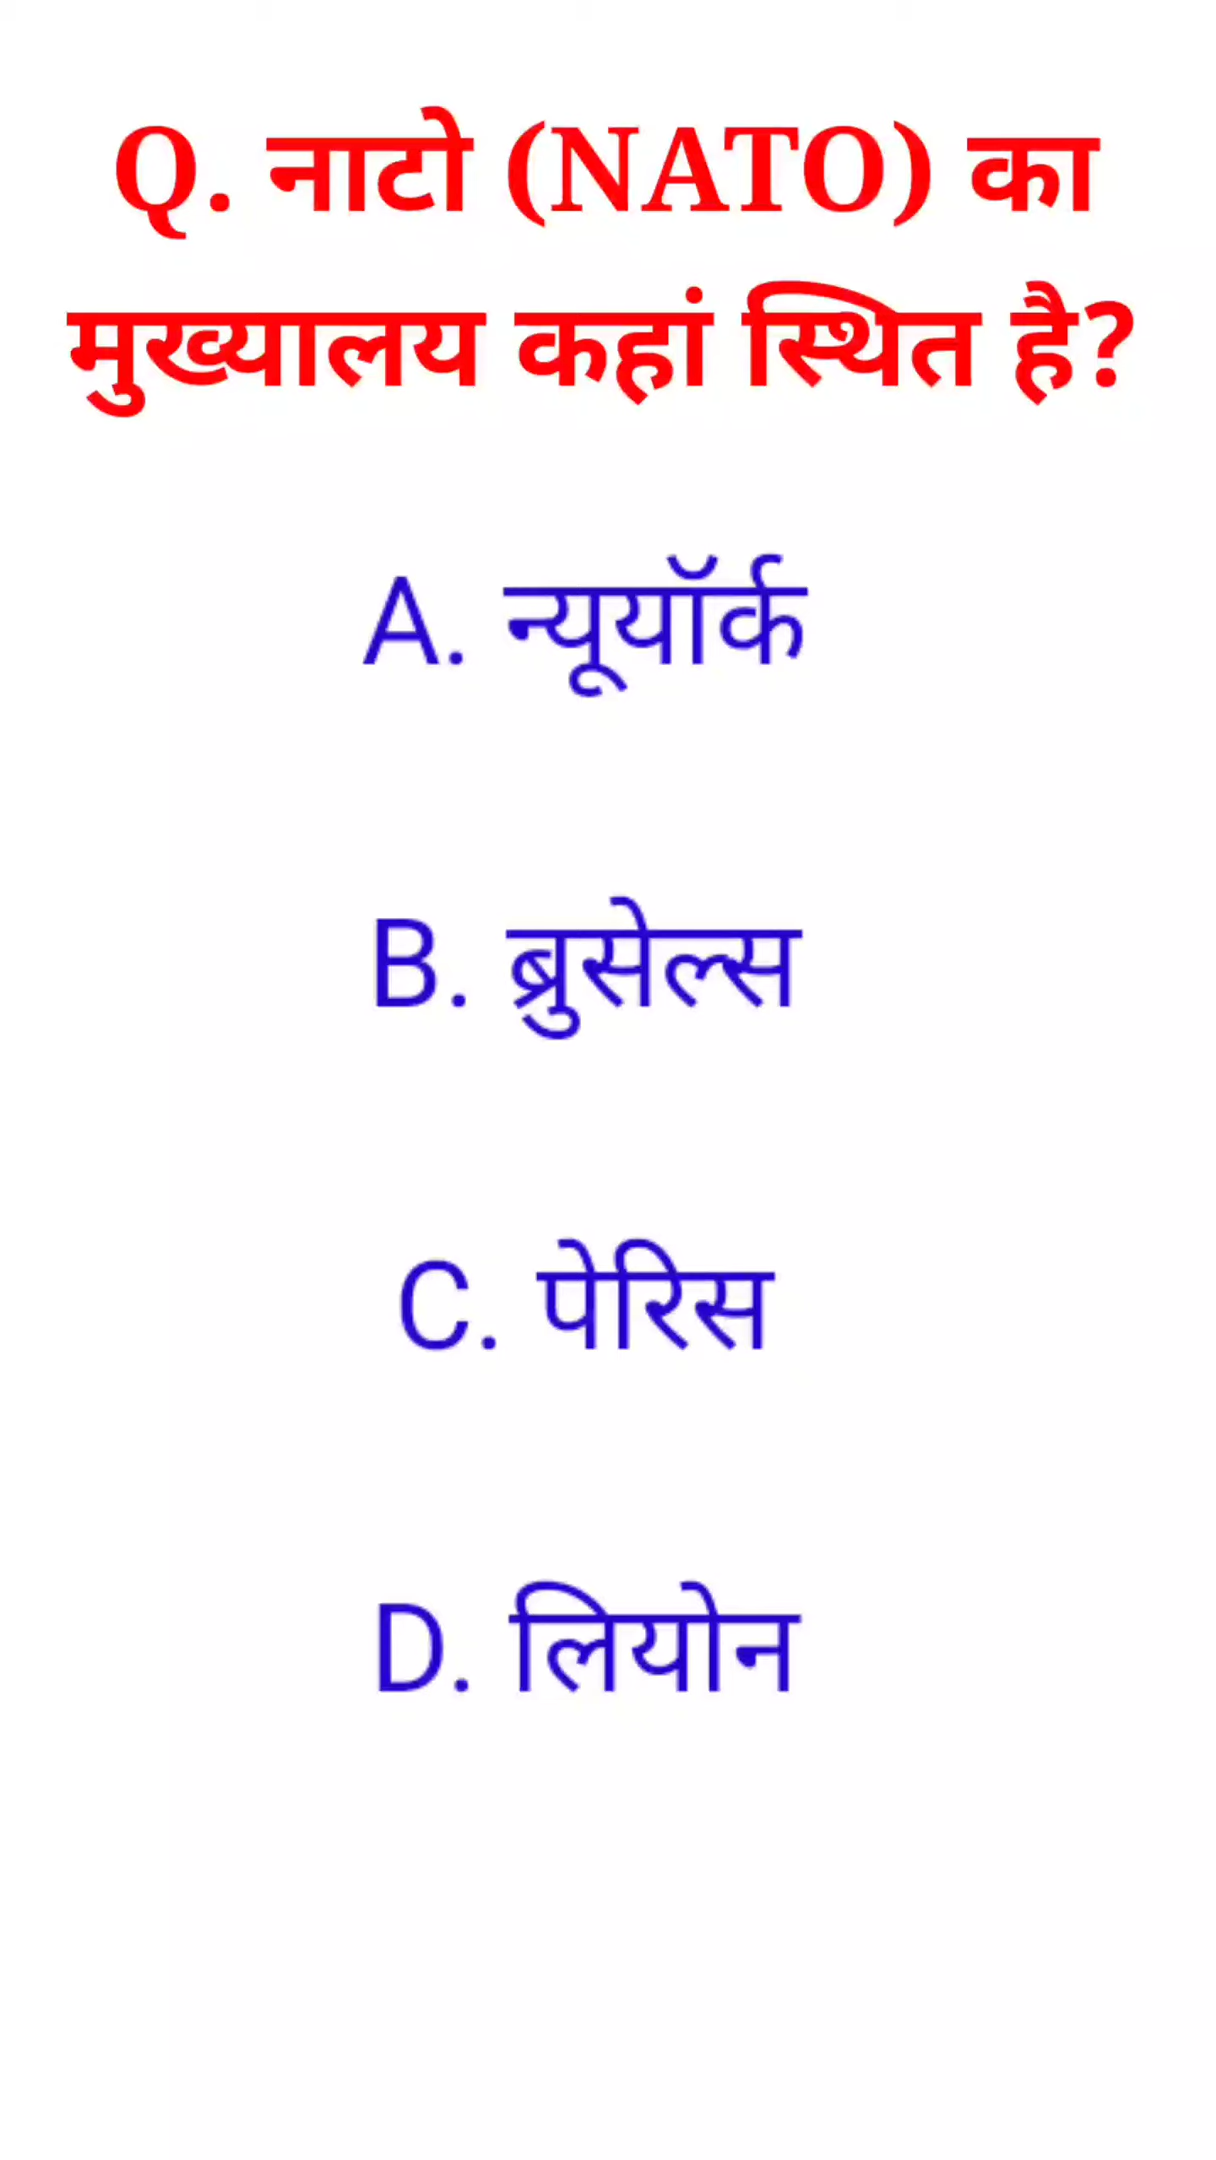 Q. नाटो (NATO) का
मुख्यालय कहां स्थित है?
A. न्यूयॉर्क
B. ब्रुसेल्स
C. पेरिस
D. लियोन